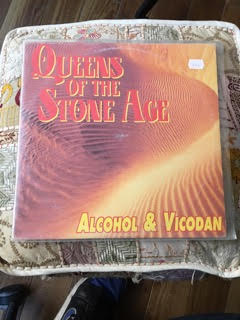 QUEENS
OF THE
STONE AGE
ALCOHOL & VICODAN